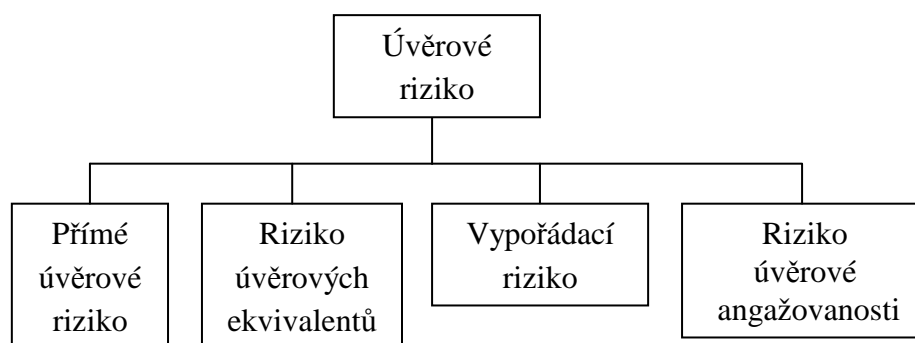 Úvěrové
riziko
Přímé
úvěrové
riziko
Riziko
úvěrových
ekvivalentů
Vypořádací
riziko
Riziko
úvěrové
angažovanosti